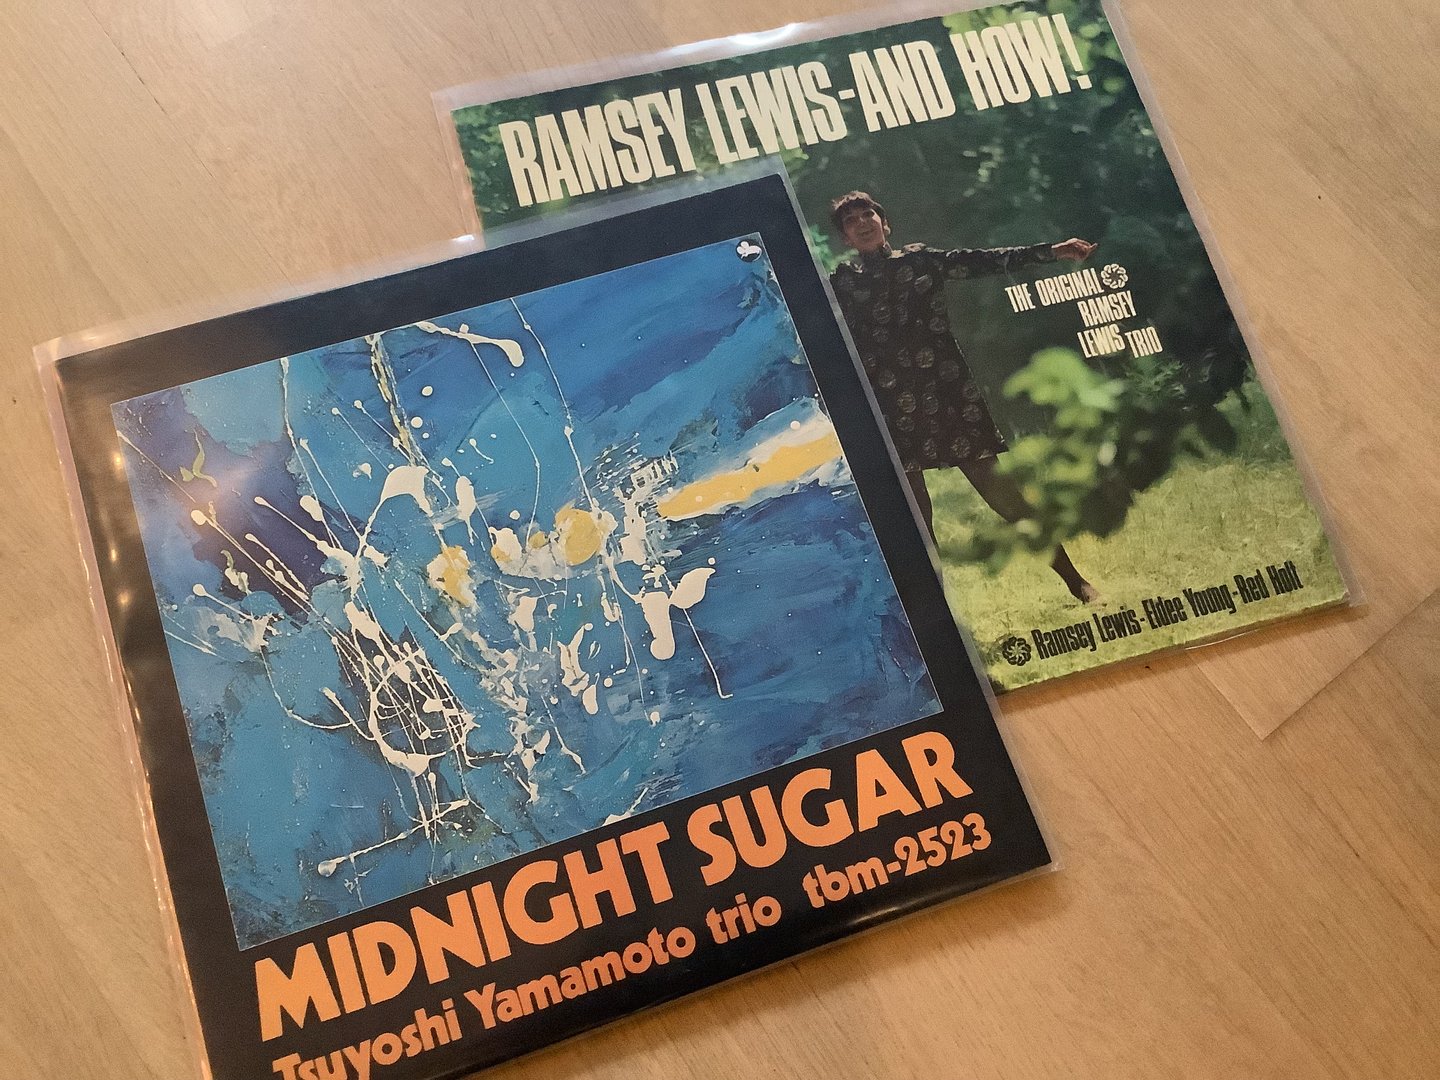 RAMSEY LEWIS-AND HOW!
THE ORIGINAL
RAMSEY
LEWIS TRIO
Ramsey Lewis-Eldee Young-Red Holt
MIDNIGHT SUGAR
Tsuyoshi Yamamoto trio tbm-2523